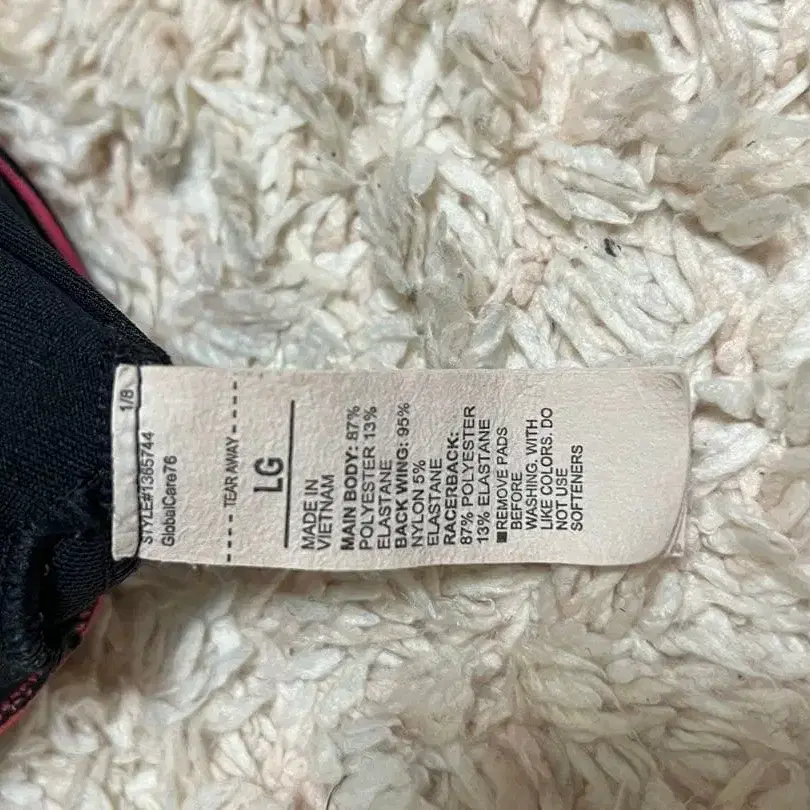 1/8
STYLE#1365744
GlobalCare76
TEAR AWAY
LG
MADE IN
VIETNAM
MAIN BODY: 87%
POLYESTER 13%
ELASTANE
BACK WING: 95%
NYLON 5%
ELASTANE
RACERBACK:
87% POLYESTER
13% ELASTANE
■REMOVE PADS
BEFORE
WASHING, WITH
LIKE COLORS. DO
NOT USE
SOFTENERS